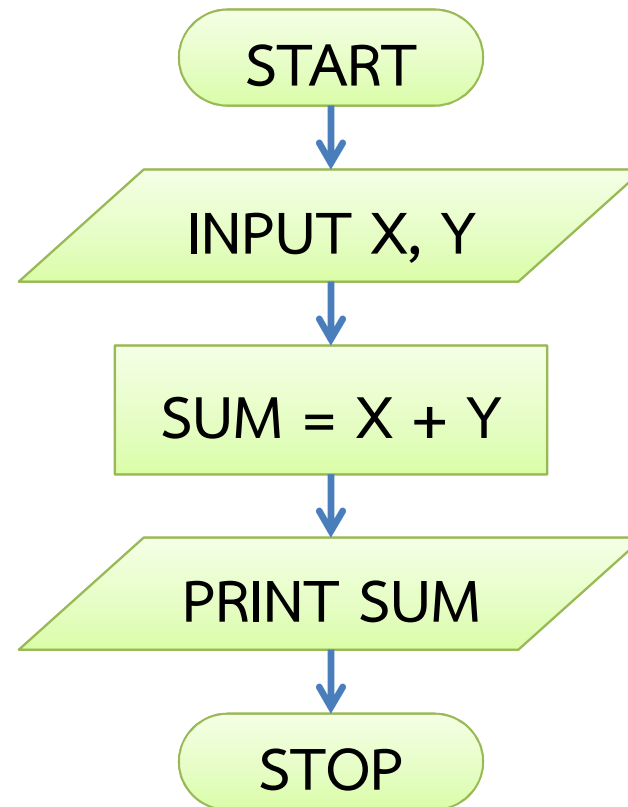 START
INPUT X, Y
SUM = X + Y
PRINT SUM
STOP